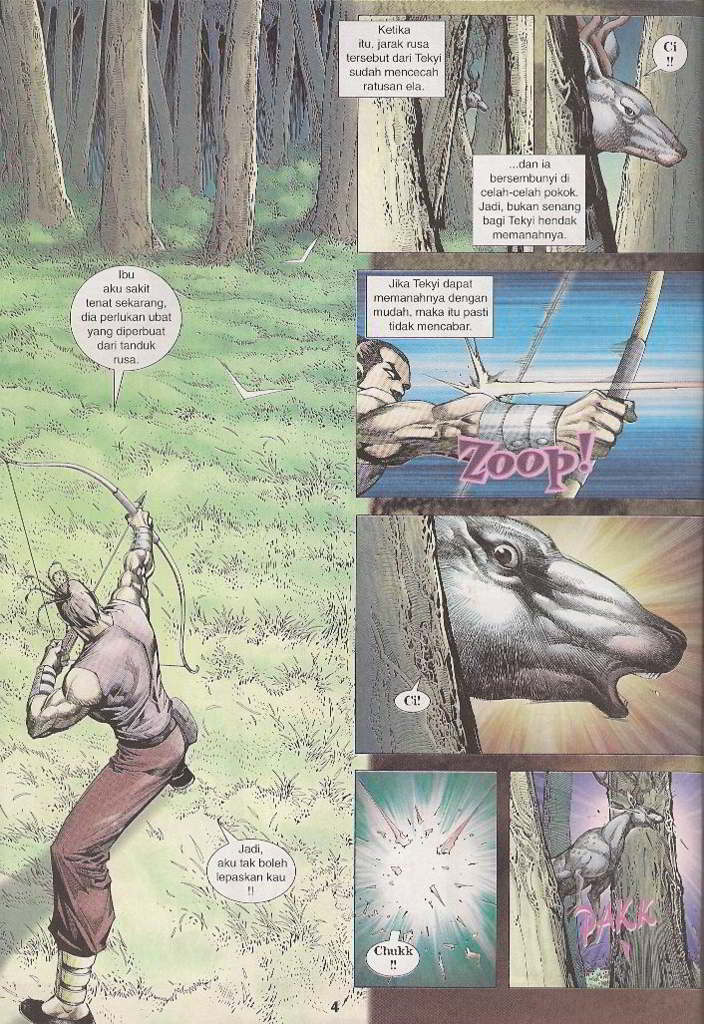 Ibu
aku sakit
tenat sekarang,
dia perlukan ubat
yang diperbuat
dari tanduk
rusa.
Jadi,
aku tak boleh
lepaskan kau
!!
Ketika
itu, jarak rusa
tersebut dari Tekyi
sudah mencecah
ratusan ela.
Ci
!!
...dan ia
bersembunyi di
celah-celah pokok.
Jadi, bukan senang
bagi Tekyi hendak
memanahnya.
Jika Tekyi dapat
memanahnya dengan
mudah, maka itu pasti
tidak mencabar.
Zoop!
Ci!
Chukk
!!
PAKK
!
4